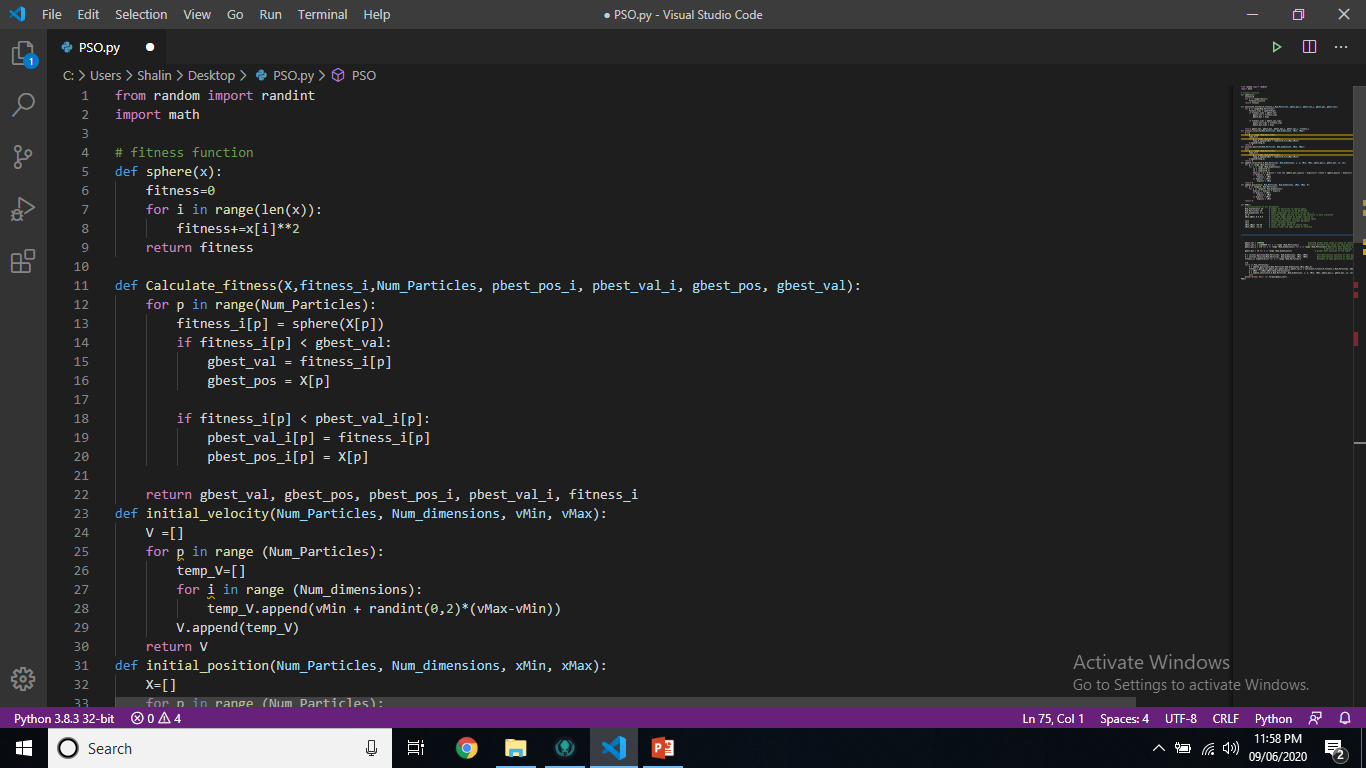 File Edit Selection View Go Run Terminal Help ● PSO.py - Visual Studio Code
PSO.py ●
C: > Users > Shalin > Desktop > PSO.py > PSO
1 from random import randint
2 import math
3
4 # fitness function
5 def sphere(x):
6 fitness=0
7 for i in range(len(x)):
8 fitness+=x[i]**2
9 return fitness
10
11 def Calculate_fitness(X,fitness_i,Num_Particles, pbest_pos_i, pbest_val_i, gbest_pos, gbest_val):
12 for p in range(Num_Particles):
13 fitness_i[p] = sphere(X[p])
14 if fitness_i[p] < gbest_val:
15 gbest_val = fitness_i[p]
16 gbest_pos = X[p]
17
18 if fitness_i[p] < pbest_val_i[p]:
19 pbest_val_i[p] = fitness_i[p]
20 pbest_pos_i[p] = X[p]
21
22 return gbest_val, gbest_pos, pbest_pos_i, pbest_val_i, fitness_i
23 def initial_velocity(Num_Particles, Num_dimensions, vMin, vMax):
24 V =[]
25 for p in range (Num_Particles):
26 temp_V=[]
27 for i in range (Num_dimensions):
28 temp_V.append(vMin + randint(0,2)*(vMax-vMin))
29 V.append(temp_V)
30 return V
31 def initial_position(Num_Particles, Num_dimensions, xMin, xMax):
32 X=[]
33 for p in range (Num_Particles):
1
Activate Windows
Go to Settings to activate Windows.
Python 3.8.3 32-bit 0 4 Ln 75, Col 1 Spaces: 4 UTF-8 CRLF Python
Search
11:58 PM
09/06/2020
2